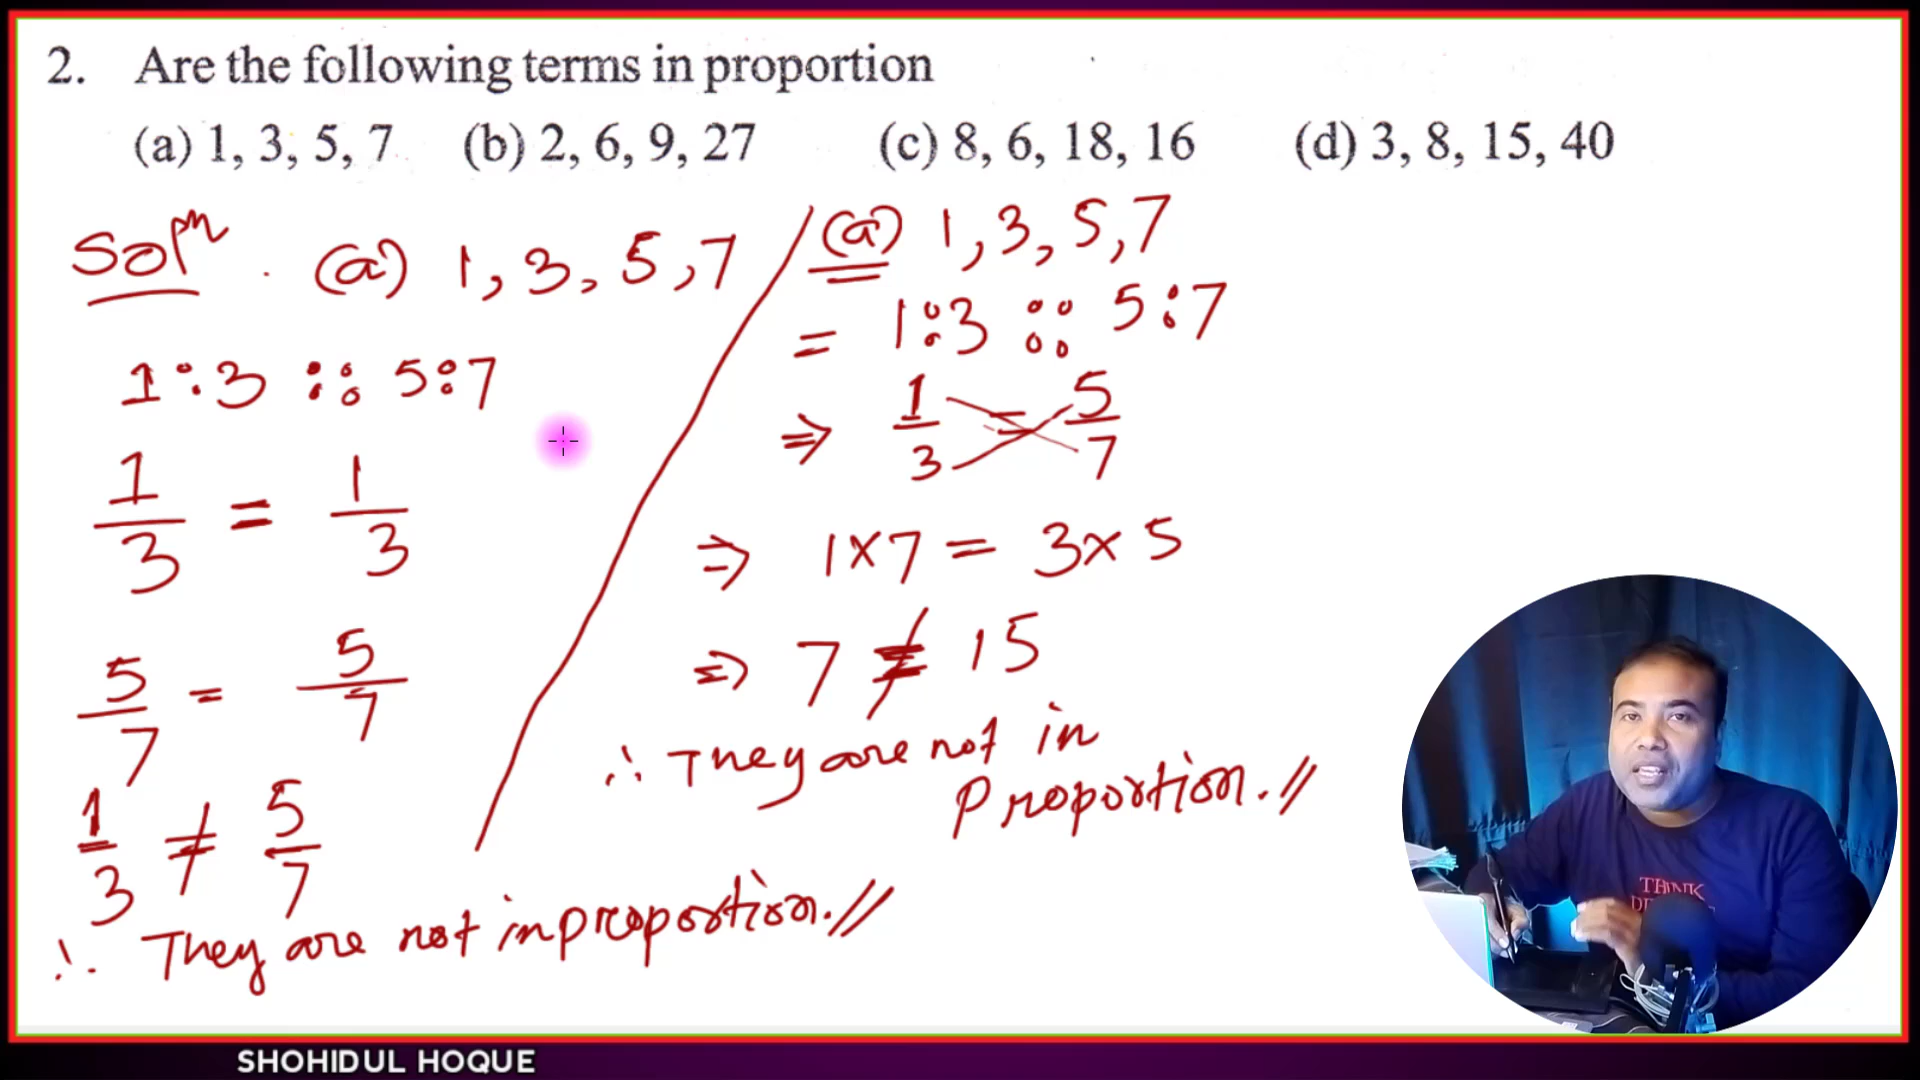 2. Are the following terms in proportion
(a) 1, 3, 5, 7 (b) 2, 6, 9, 27 (c) 8, 6, 18, 16 (d) 3, 8, 15, 40
Solⁿ. (a) 1, 3, 5, 7
1:3 :: 5:7
1/3 = 1/3
5/7 = 5/7
1/3 ≠ 5/7
∴ They are not in proportion.//
(a) 1, 3, 5, 7
= 1:3 :: 5:7
⇒ 1/3 = 5/7
⇒ 1×7 = 3×5
⇒ 7 ≠ 15
∴ They are not in
Proportion.//
THINK
SHOHIDUL HOQUE